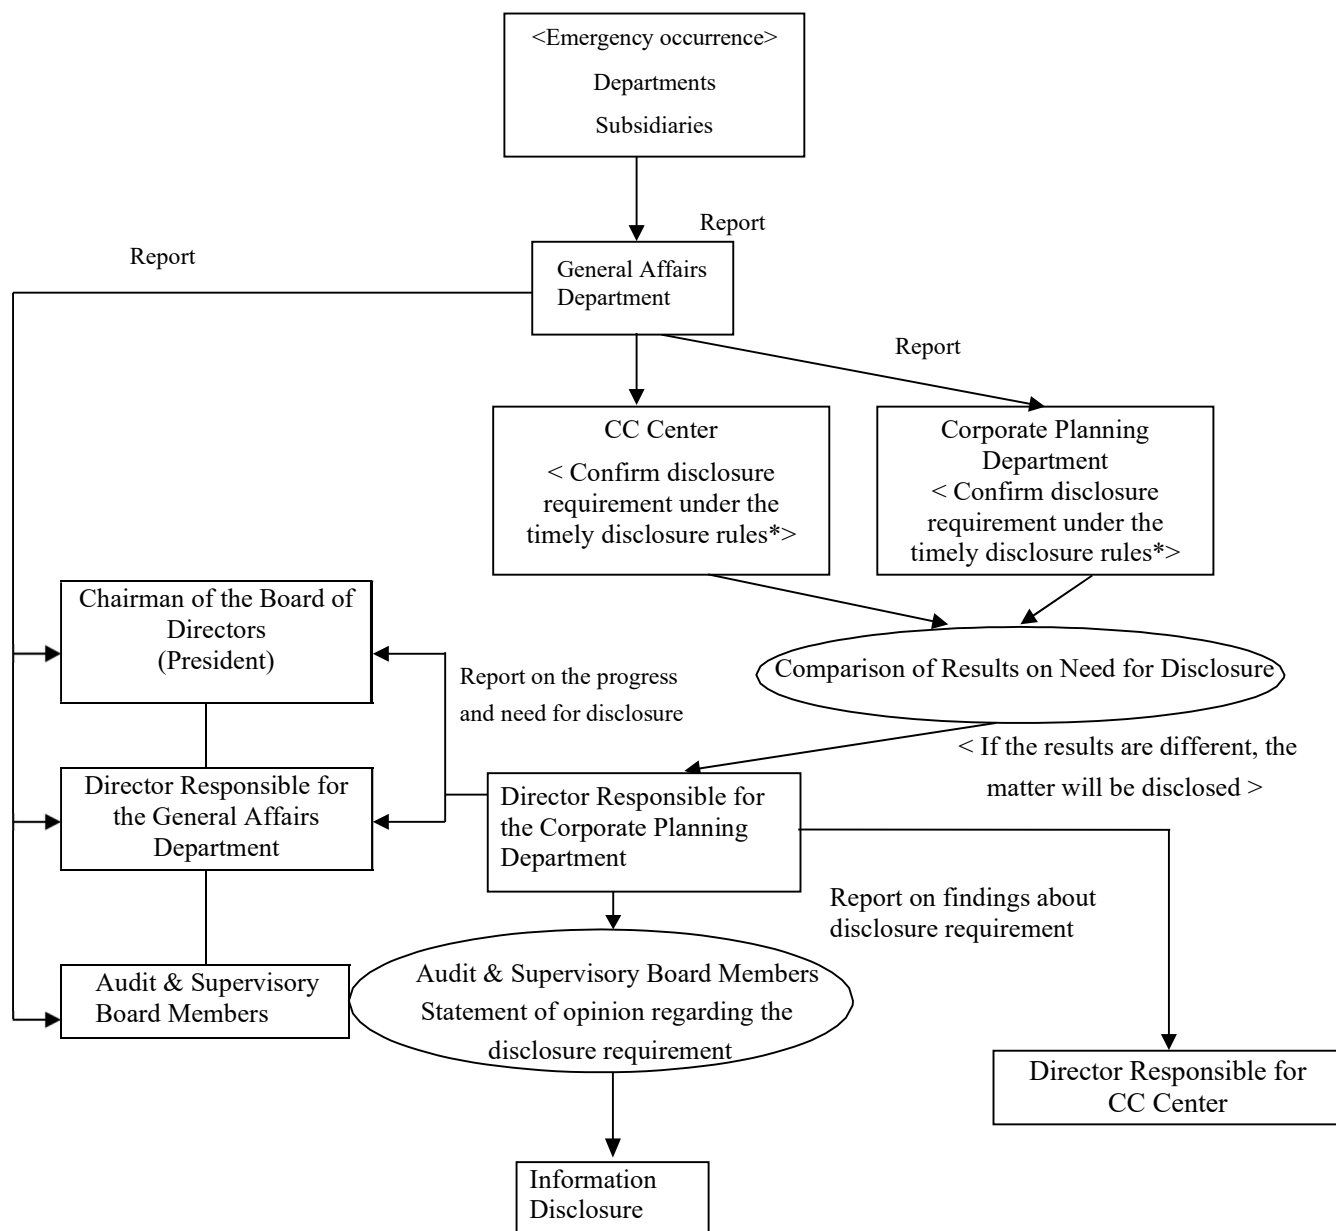 <Emergency occurrence>
Departments
Subsidiaries
Report
Report
General Affairs
Department
Report
CC Center
< Confirm disclosure
requirement under the
timely disclosure rules*>
Corporate Planning
Department
< Confirm disclosure
requirement under the
timely disclosure rules*>
Chairman of the Board of
Directors
(President)
Report on the progress
and need for disclosure
Comparison of Results on Need for Disclosure
< If the results are different, the
matter will be disclosed >
Director Responsible for
the General Affairs
Department
Director Responsible for
the Corporate Planning
Department
Report on findings about
disclosure requirement
Audit & Supervisory
Board Members
Audit & Supervisory Board Members
Statement of opinion regarding the
disclosure requirement
Director Responsible for
CC Center
Information
Disclosure